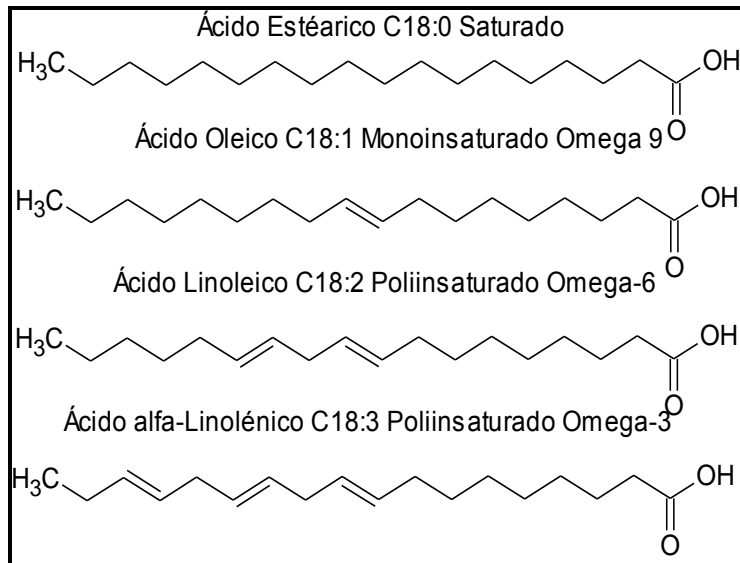 Ácido Estéarico C18:0 Saturado
H3C
OH
O
Ácido Oleico C18:1 Monoinsaturado Omega 9
H3C
OH
O
Ácido Linoleico C18:2 Poliinsaturado Omega-6
H3C
OH
O
Ácido alfa-Linolénico C18:3 Poliinsaturado Omega-3
H3C
OH
O